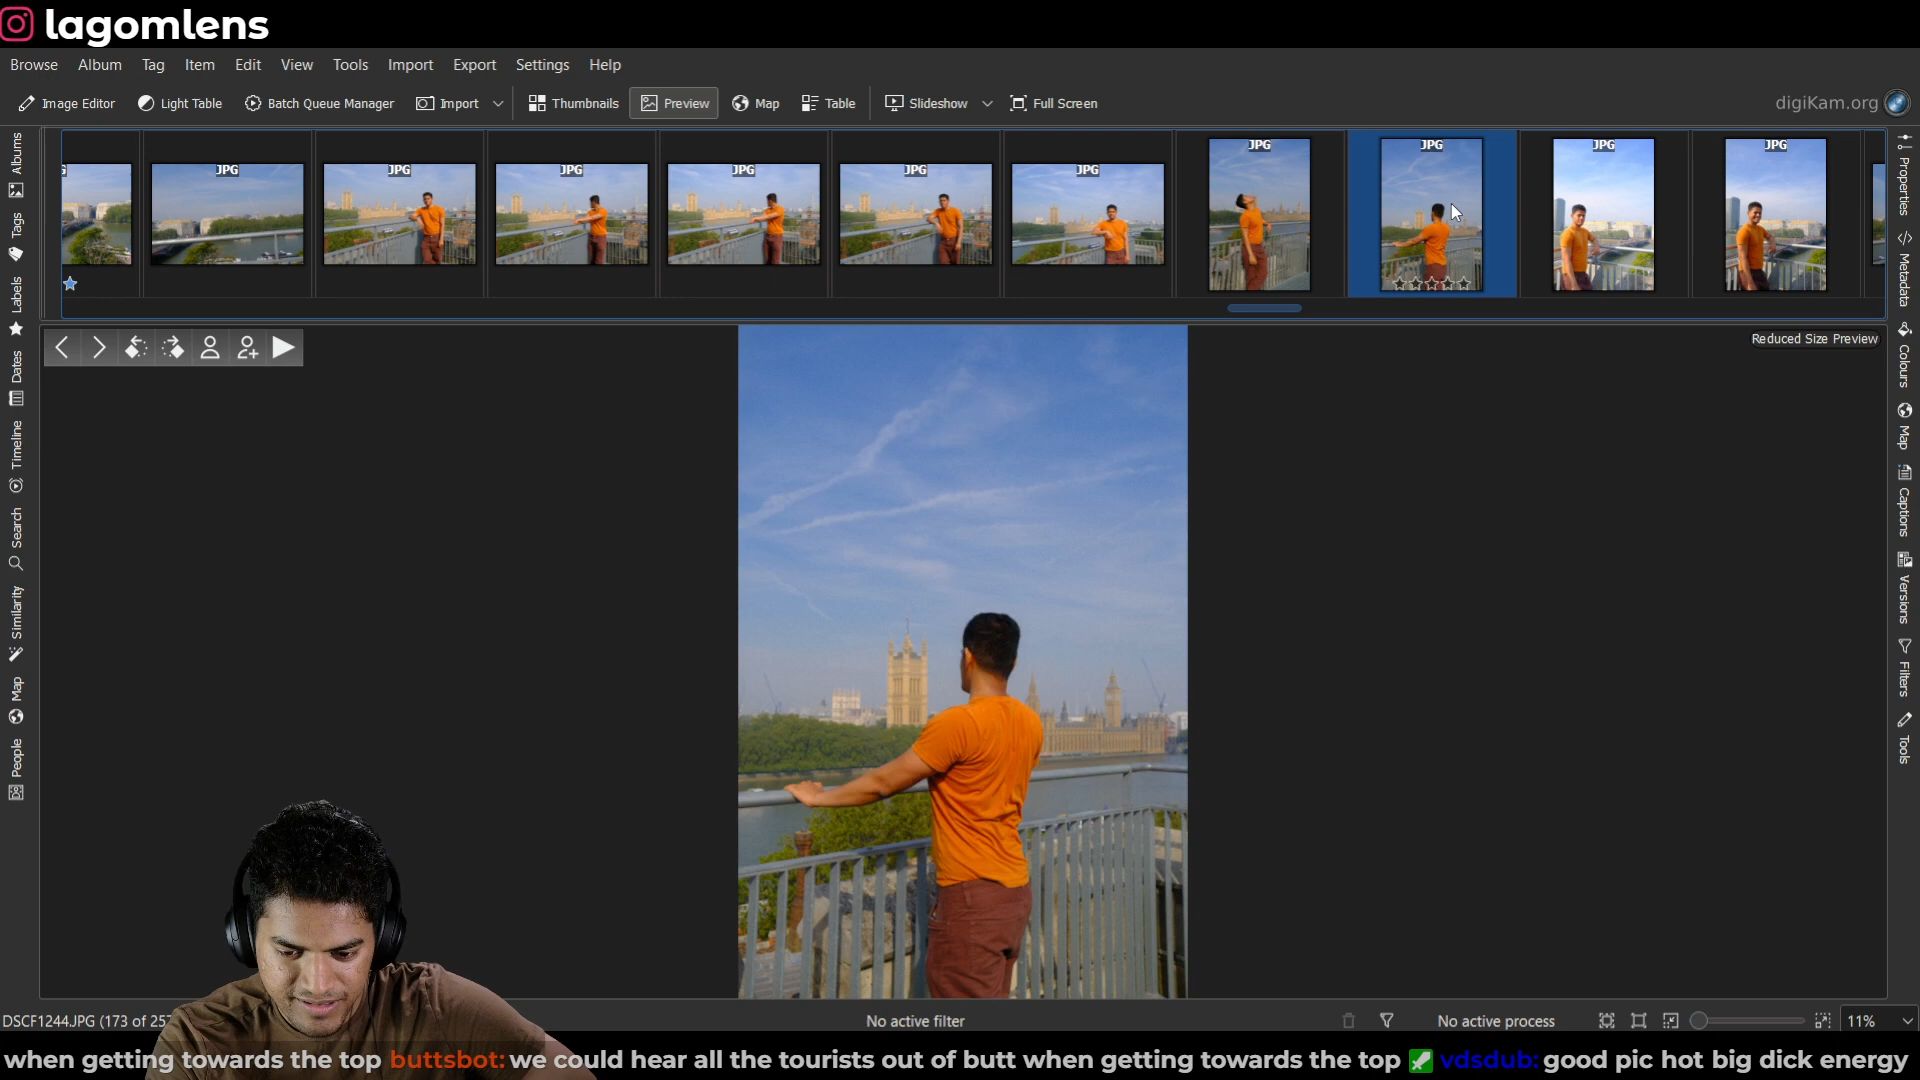 lagomlens
Browse Album Tag Item Edit View Tools Import Export Settings Help
Image Editor Light Table Batch Queue Manager Import Thumbnails Preview Map Table Slideshow Full Screen digiKam.org
JPG JPG JPG JPG JPG JPG JPG JPG JPG JPG
Albums
Tags
Labels
Dates
Timeline
Search
Similarity
Map
People
Reduced Size Preview
Properties
Metadata
Colours
Map
Captions
Versions
Filters
Tools
DSCF1244.JPG (173 of 257 No active filter No active process 11%
when getting towards the top buttsbot: we could hear all the tourists out of butt when getting towards the top vdsdub: good pic hot big dick energy